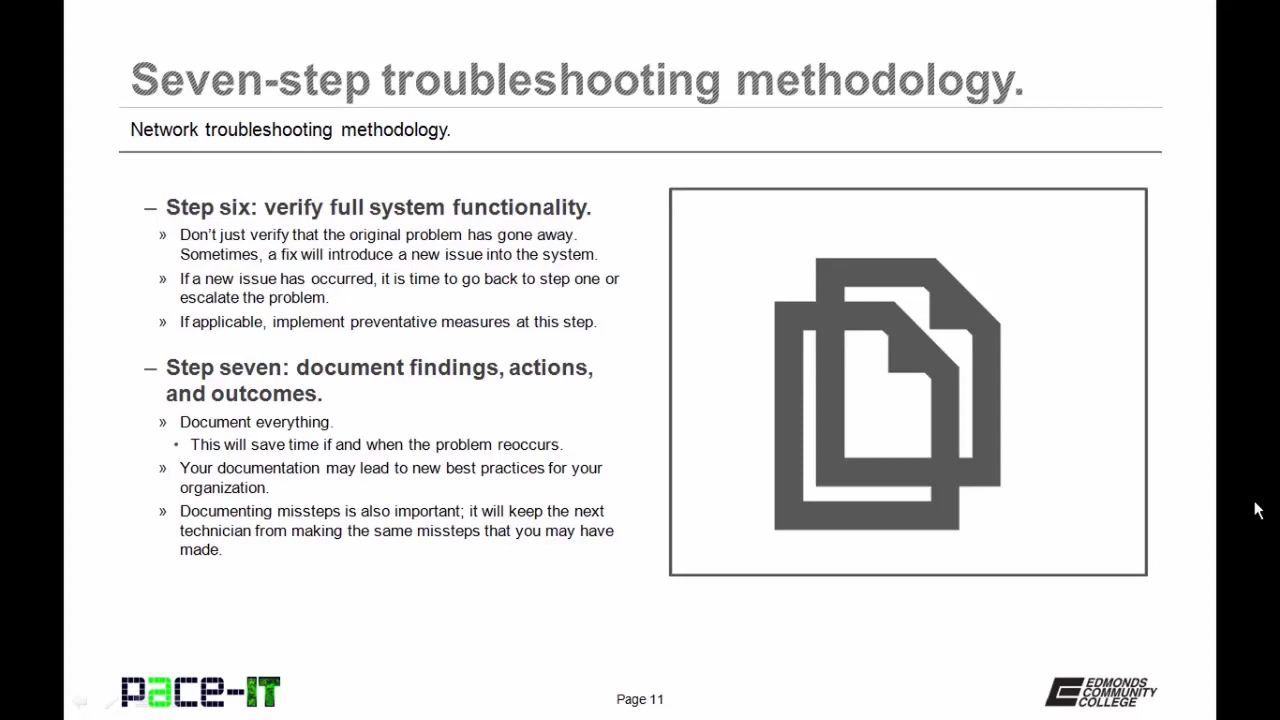 Seven-step troubleshooting methodology.
Network troubleshooting methodology.
– Step six: verify full system functionality.
» Don't just verify that the original problem has gone away.
Sometimes, a fix will introduce a new issue into the system.
» If a new issue has occurred, it is time to go back to step one or
escalate the problem.
» If applicable, implement preventative measures at this step.
– Step seven: document findings, actions,
and outcomes.
» Document everything.
• This will save time if and when the problem reoccurs.
» Your documentation may lead to new best practices for your
organization.
» Documenting missteps is also important; it will keep the next
technician from making the same missteps that you may have
made.
pace-IT
Page 11
EDMONDS
COMMUNITY
COLLEGE